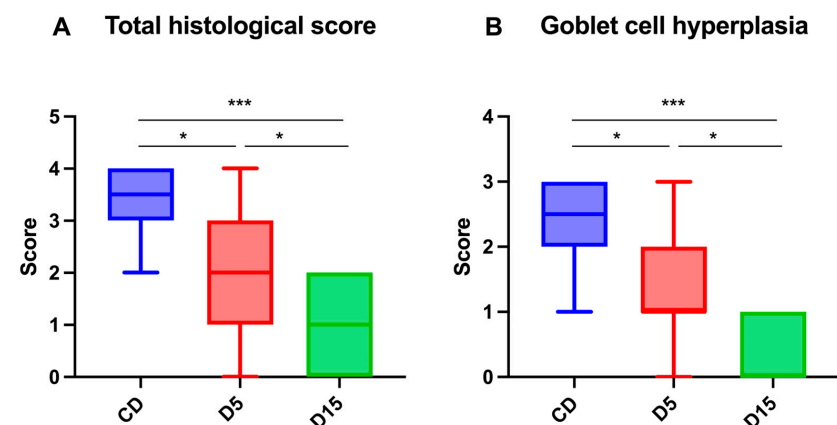 A Total histological score
***
* *
5
4
3
2
1
0
Score
CD D5 D15
B Goblet cell hyperplasia
***
* *
4
3
2
1
0
Score
CD D5 D15